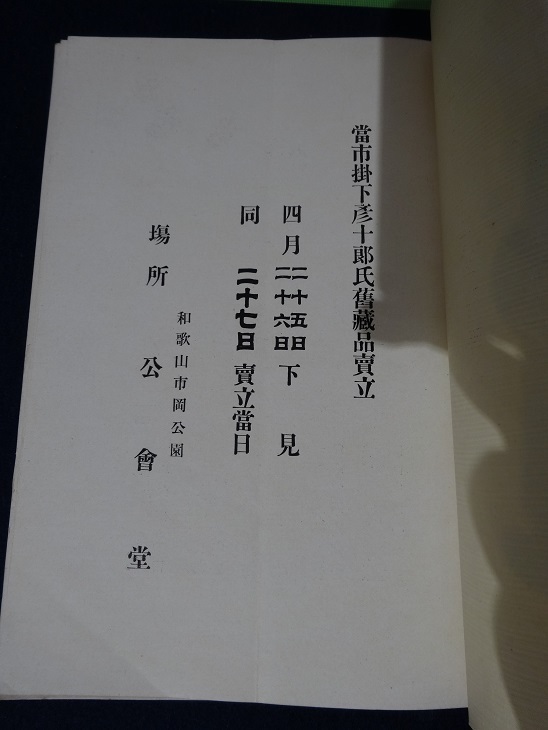 當市掛下彥十郎氏舊藏品賣立
四月二十五日二十六日下見
同二十七日賣立當日
和歌山市岡公園
塲所公會堂